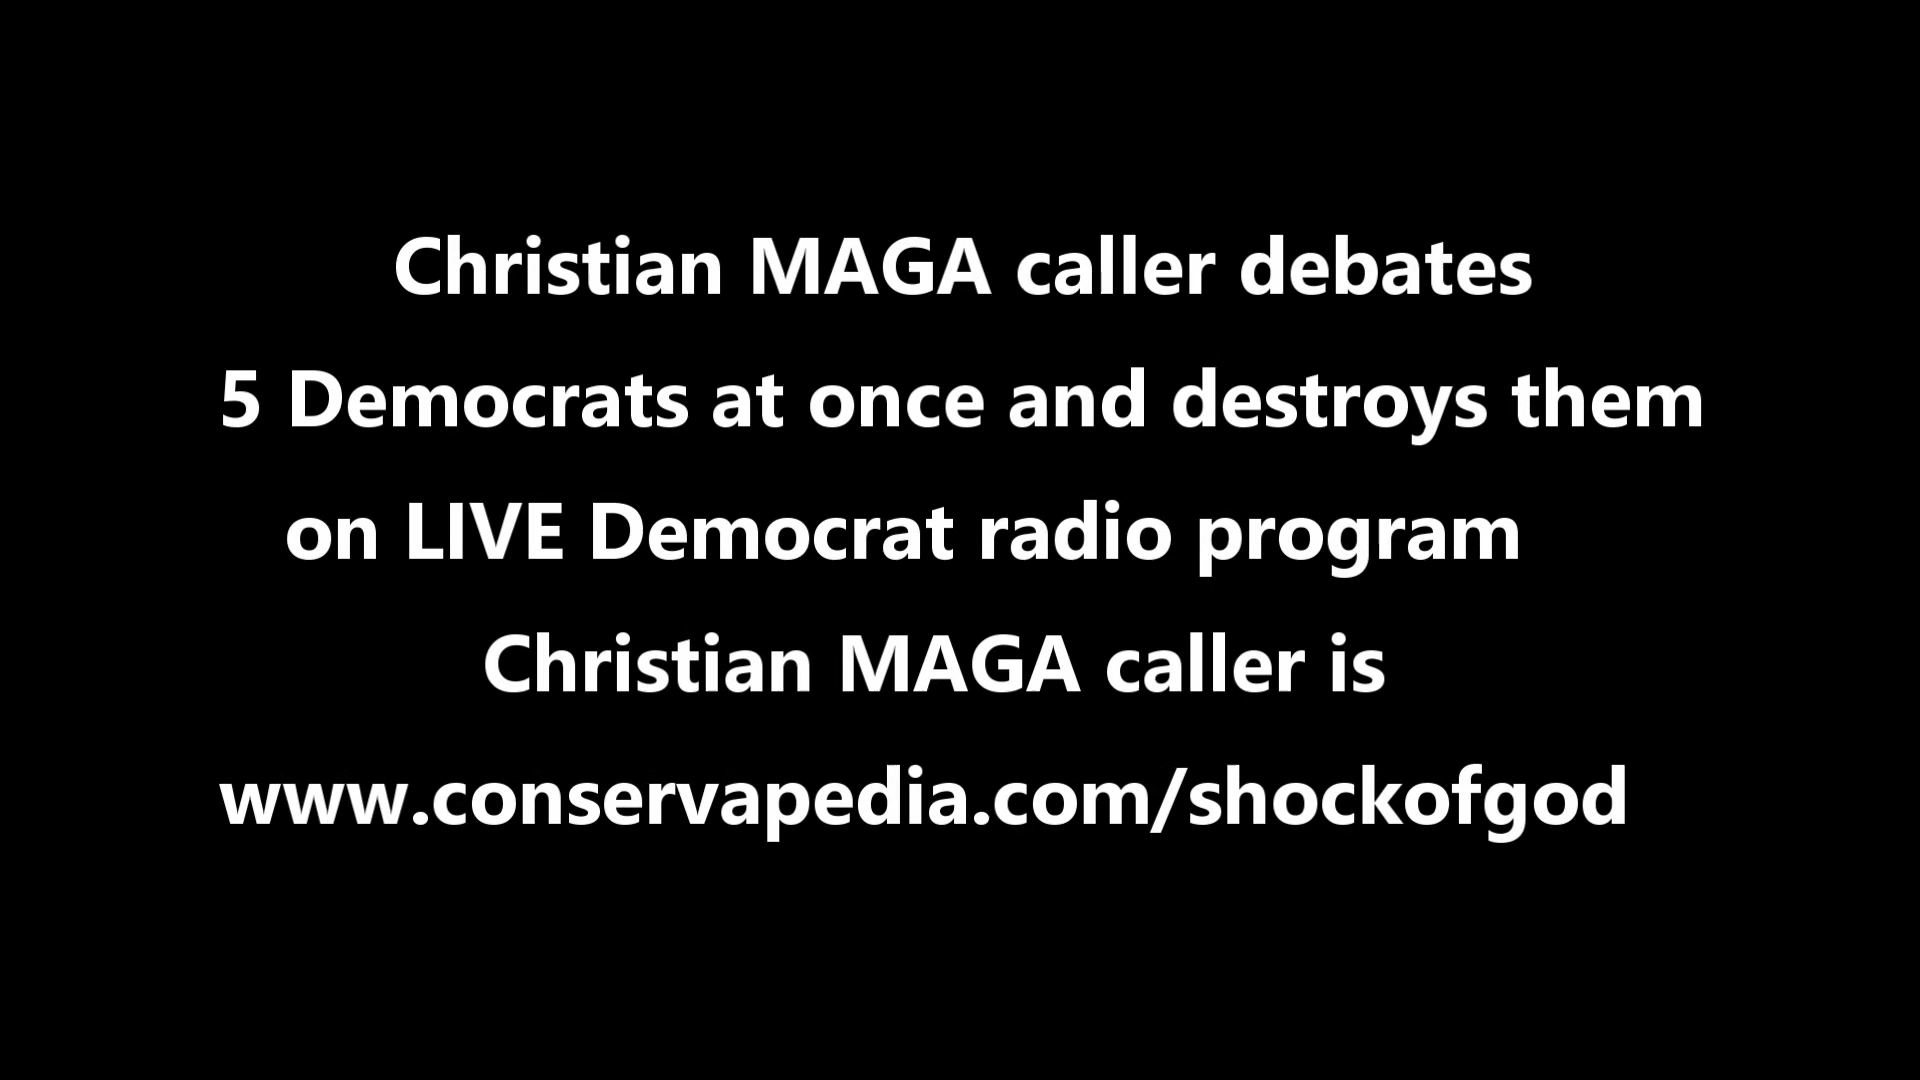 Christian MAGA caller debates
5 Democrats at once and destroys them
on LIVE Democrat radio program
Christian MAGA caller is
www.conservapedia.com/shockofgod